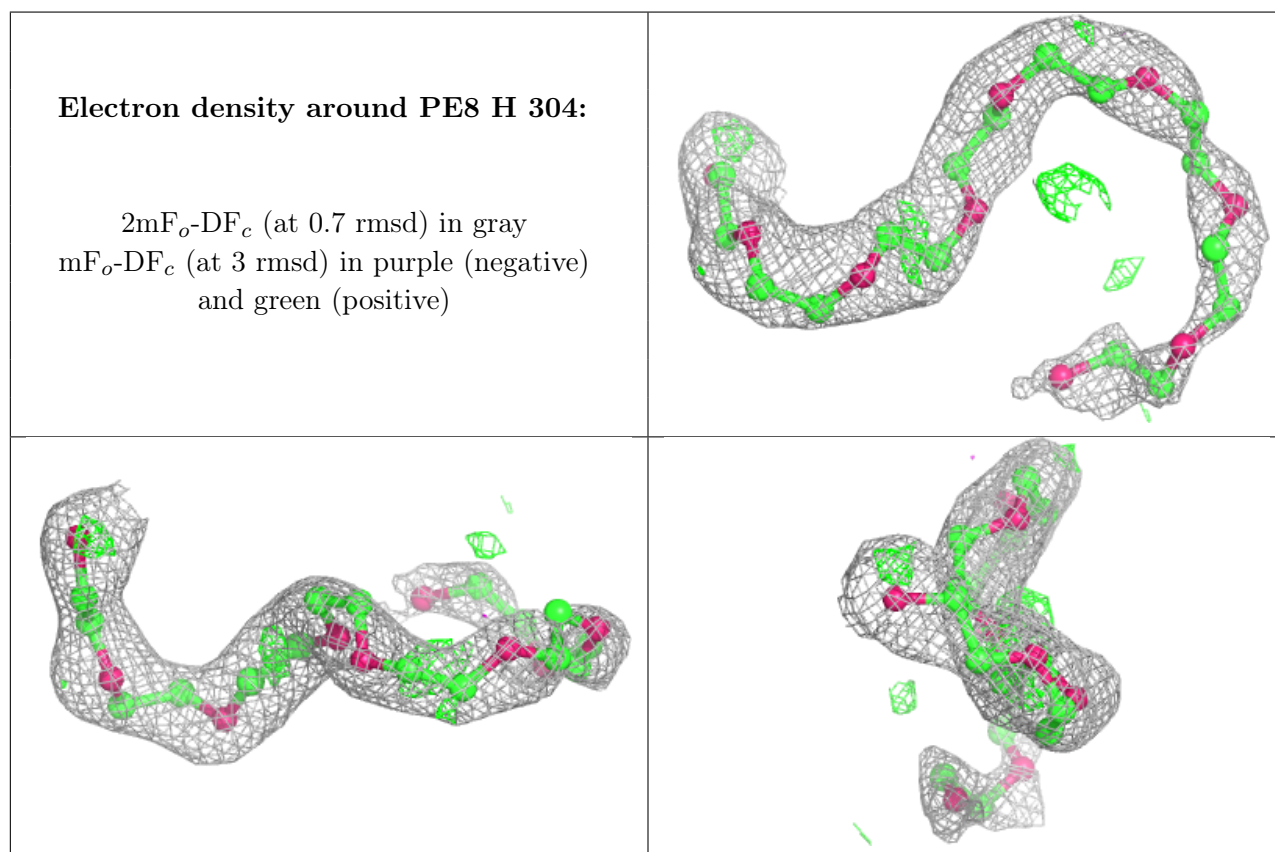 Electron density around PE8 H 304:
2mFo-DFc (at 0.7 rmsd) in gray
mFo-DFc (at 3 rmsd) in purple (negative)
and green (positive)